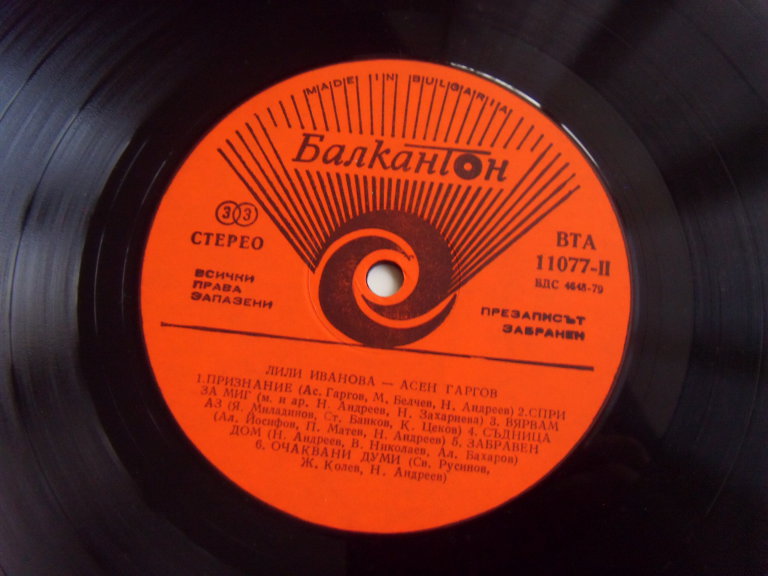 MADE IN BULGARIA
Балкантон
33
СТЕРЕО
ВТА
11077-II
БДС 4648-79
ВСИЧКИ
ПРАВА
ЗАПАЗЕНИ
ПРЕЗАПИСЪТ
ЗАБРАНЕН
ЛИЛИ ИВАНОВА — АСЕН ГАРГОВ
1.ПРИЗНАНИЕ (Ас. Гаргов, М. Белчев, Н. Андреев) 2.СПРИ
ЗА МИГ (м. и ар. Н. Андреев, Н. Захариева) 3. ВЯРВАМ
АЗ (Я. Миладинов, Ст. Банков, К. Цеков) 4. СЪДНИЦА
(Ал. Йосифов, П. Матев, Н. Андреев) 5. ЗАБРАВЕН
ДОМ (Н. Андреев, В. Николаев, Ал. Бахаров)
6. ОЧАКВАНИ ДУМИ (Св. Русинов,
Ж. Колев, Н. Андреев)